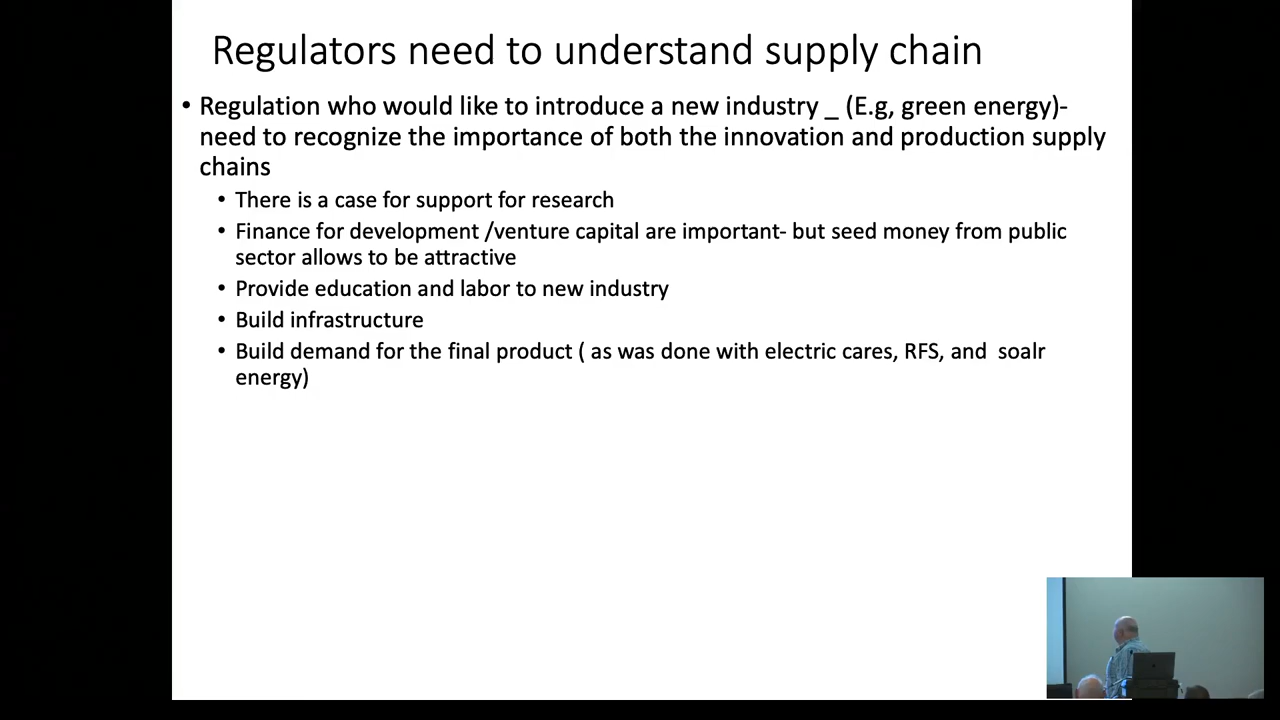 Regulators need to understand supply chain
• Regulation who would like to introduce a new industry _ (E.g, green energy)-
need to recognize the importance of both the innovation and production supply
chains
• There is a case for support for research
• Finance for development /venture capital are important- but seed money from public
sector allows to be attractive
• Provide education and labor to new industry
• Build infrastructure
• Build demand for the final product ( as was done with electric cares, RFS, and  soalr
energy)